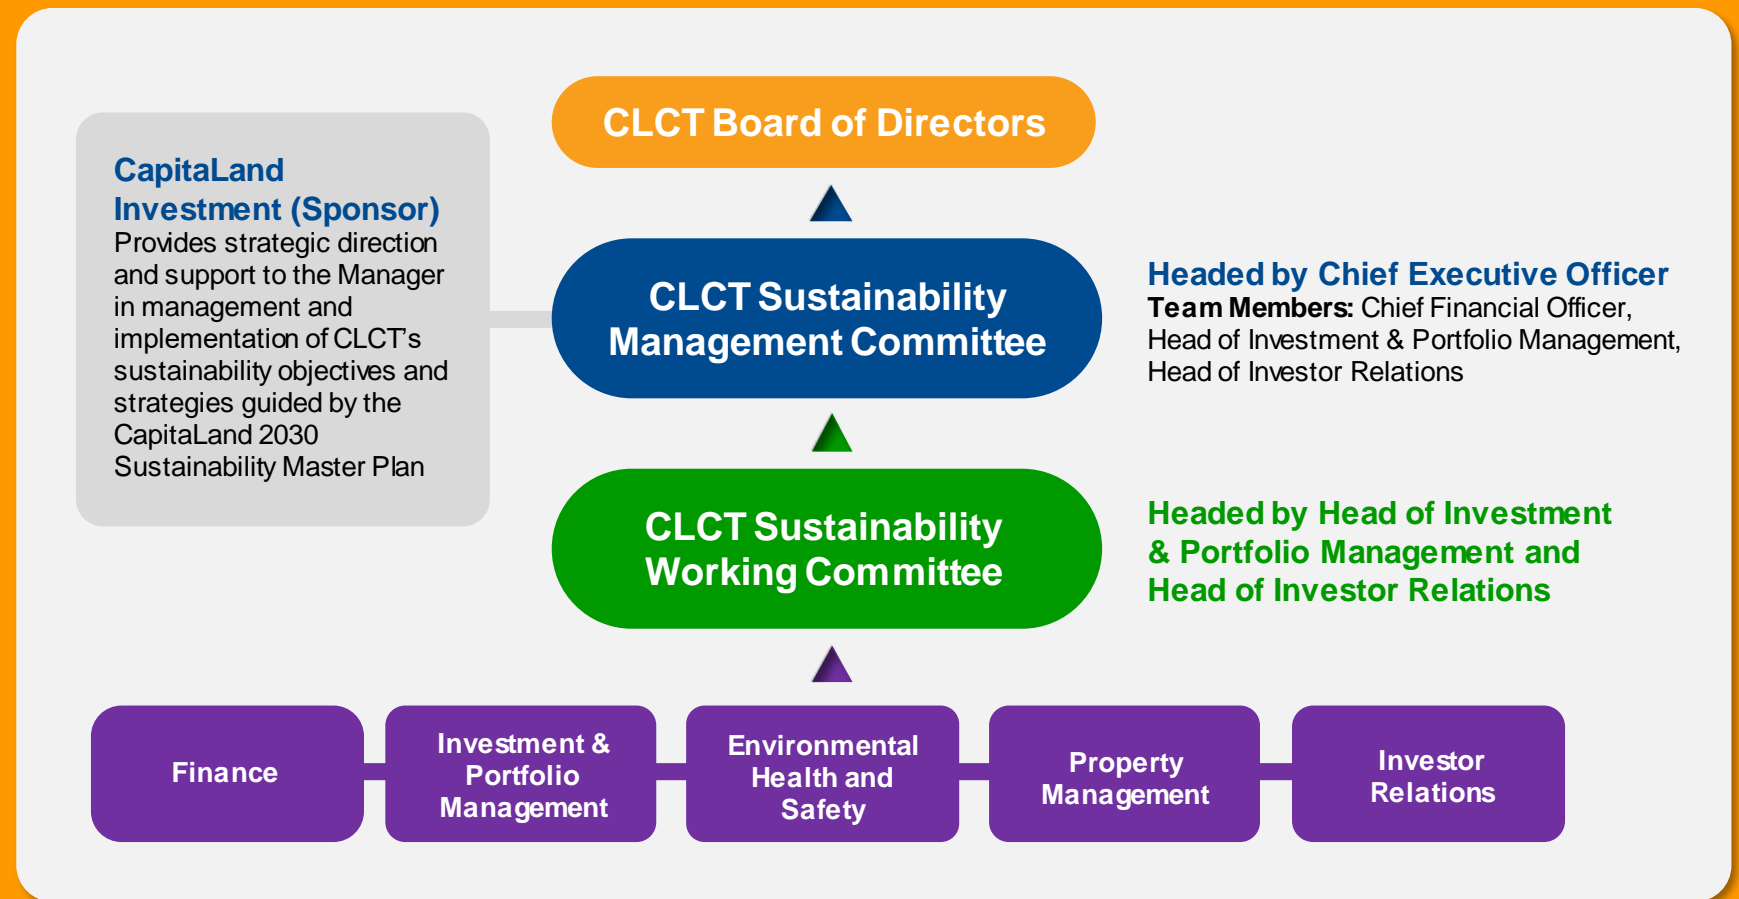 CLCT Board of Directors
CapitaLand
Investment (Sponsor)
Provides strategic direction
and support to the Manager
in management and
implementation of CLCT’s
sustainability objectives and
strategies guided by the
CapitaLand 2030
Sustainability Master Plan
CLCT Sustainability
Management Committee
Headed by Chief Executive Officer
Team Members: Chief Financial Officer,
Head of Investment & Portfolio Management,
Head of Investor Relations
CLCT Sustainability
Working Committee
Headed by Head of Investment
& Portfolio Management and
Head of Investor Relations
Finance
Investment &
Portfolio
Management
Environmental
Health and
Safety
Property
Management
Investor
Relations